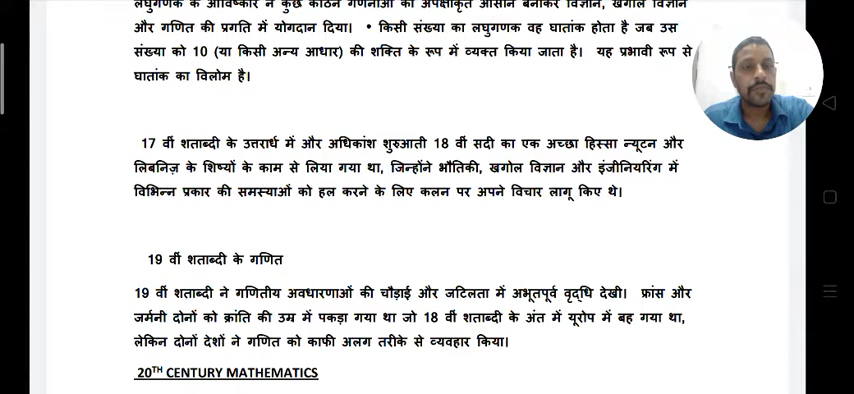 लघुगणक के आविष्कार ने कुछ कठिन गणनाओं को अपेक्षाकृत आसान बनाकर विज्ञान, खगोल विज्ञान
और गणित की प्रगति में योगदान दिया। • किसी संख्या का लघुगणक वह घातांक होता है जब उस
संख्या को 10 (या किसी अन्य आधार) की शक्ति के रूप में व्यक्त किया जाता है। यह प्रभावी रूप से
घातांक का विलोम है।
17 वीं शताब्दी के उत्तरार्ध में और अधिकांश शुरुआती 18 वीं सदी का एक अच्छा हिस्सा न्यूटन और
लिबनिज़ के शिष्यों के काम से लिया गया था, जिन्होंने भौतिकी, खगोल विज्ञान और इंजीनियरिंग में
विभिन्न प्रकार की समस्याओं को हल करने के लिए कलन पर अपने विचार लागू किए थे।
19 वीं शताब्दी के गणित
19 वीं शताब्दी ने गणितीय अवधारणाओं की चौड़ाई और जटिलता में अभूतपूर्व वृद्धि देखी। फ्रांस और
जर्मनी दोनों को क्रांति की उम्र में पकड़ा गया था जो 18 वीं शताब्दी के अंत में यूरोप में बह गया था,
लेकिन दोनों देशों ने गणित को काफी अलग तरीके से व्यवहार किया।
20TH CENTURY MATHEMATICS